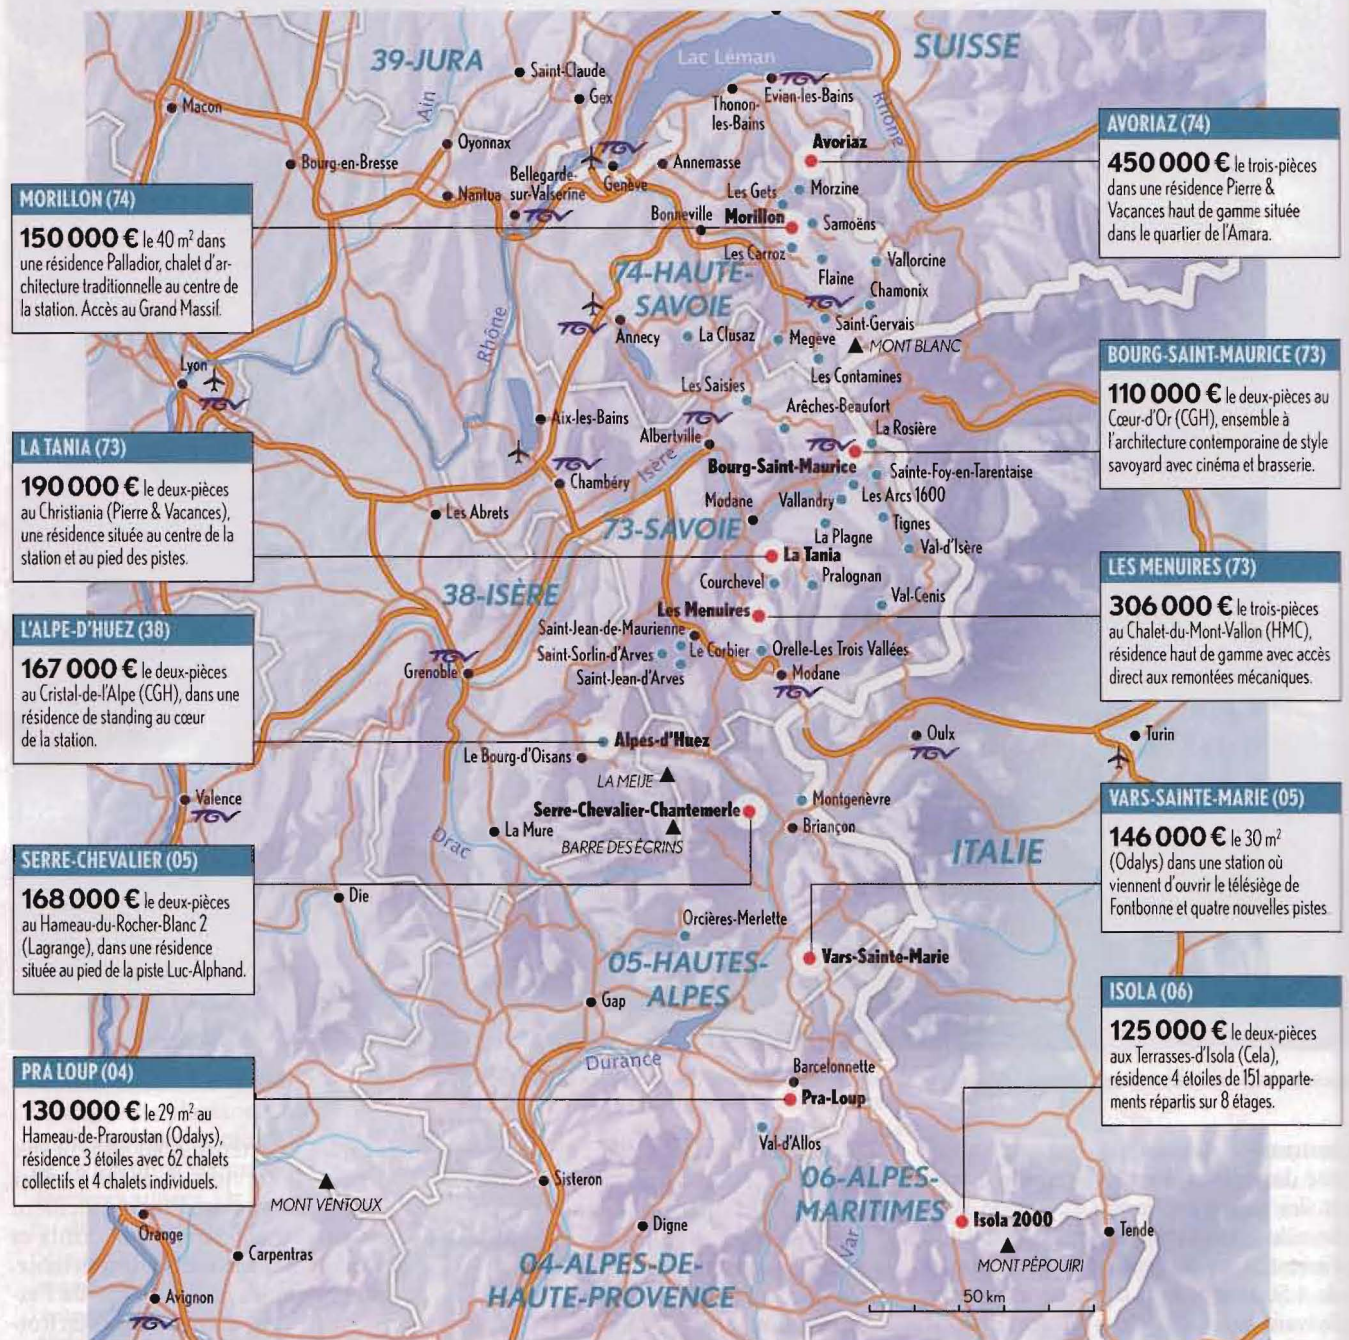 39-JURA
SUISSE
Lac Léman
Saint-Claude
Gex
Macon
Ain
TGV
Evian-les-Bains
Thonon-
les-Bains
Rhône
Oyonnax
Bourg-en-Bresse
Bellegarde-
sur-Valserine
TGV
Nantua
TGV
Genève
Annemasse
Avoriaz
Les Gets
Morzine
Bonneville
Morillon
Samoëns
Les Carroz
Flaine
Vallorcine
Chamonix
74-HAUTE-
SAVOIE
TGV
Saint-Gervais
TGV
Annecy
La Clusaz
Megève
MONT BLANC
Les Contamines
Rhône
Lyon
TGV
Les Saisies
Arêches-Beaufort
Aix-les-Bains
TGV
Albertville
La Rosière
TGV
Bourg-Saint-Maurice
Isère
TGV
Chambéry
Sainte-Foy-en-Tarentaise
Modane
Vallandry
Les Arcs 1600
Les Abrets
73-SAVOIE
La Plagne
Tignes
Val-d'Isère
La Tania
Courchevel
Pralognan
Val-Cenis
38-ISÈRE
Les Menuires
Saint-Jean-de-Maurienne
Saint-Sorlin-d'Arves
Le Corbier
Orelle-Les Trois Vallées
Saint-Jean-d'Arves
Modane
TGV
TGV
Grenoble
Oulx
TGV
Turin
Alpes-d'Huez
Le Bourg-d'Oisans
LA MEIJE
Valence
TGV
Serre-Chevalier-Chantemerle
Montgenèvre
Briançon
La Mure
BARRE DES ÉCRINS
Drac
ITALIE
Die
Orcières-Merlette
05-HAUTES-
ALPES
Vars-Sainte-Marie
Gap
Durance
Barcelonnette
Pra-Loup
Val-d'Allos
Sisteron
MONT VENTOUX
06-ALPES-
MARITIMES
Isola 2000
Digne
Tende
MONT PÉPOUIRI
Var
Orange
Carpentras
04-ALPES-DE-
HAUTE-PROVENCE
Avignon
TGV
50 km
MORILLON (74)
150 000 € le 40 m² dans
une résidence Palladior, chalet d'ar-
chitecture traditionnelle au centre de
la station. Accès au Grand Massif.
LA TANIA (73)
190 000 € le deux-pièces
au Christiania (Pierre & Vacances),
une résidence située au centre de la
station et au pied des pistes.
L'ALPE-D'HUEZ (38)
167 000 € le deux-pièces
au Cristal-de-l'Alpe (CGH), dans une
résidence de standing au cœur
de la station.
SERRE-CHEVALIER (05)
168 000 € le deux-pièces
au Hameau-du-Rocher-Blanc 2
(Lagrange), dans une résidence
située au pied de la piste Luc-Alphand.
PRA LOUP (04)
130 000 € le 29 m² au
Hameau-de-Praroustan (Odalys),
résidence 3 étoiles avec 62 chalets
collectifs et 4 chalets individuels.
AVORIAZ (74)
450 000 € le trois-pièces
dans une résidence Pierre &
Vacances haut de gamme située
dans le quartier de l'Amara.
BOURG-SAINT-MAURICE (73)
110 000 € le deux-pièces au
Cœur-d'Or (CGH), ensemble à
l'architecture contemporaine de style
savoyard avec cinéma et brasserie.
LES MENUIRES (73)
306 000 € le trois-pièces
au Chalet-du-Mont-Vallon (HMC),
résidence haut de gamme avec accès
direct aux remontées mécaniques.
VARS-SAINTE-MARIE (05)
146 000 € le 30 m²
(Odalys) dans une station où
viennent d'ouvrir le télésiège de
Fontbonne et quatre nouvelles pistes
ISOLA (06)
125 000 € le deux-pièces
aux Terrasses-d'Isola (Cela),
résidence 4 étoiles de 151 apparte-
ments répartis sur 8 étages.